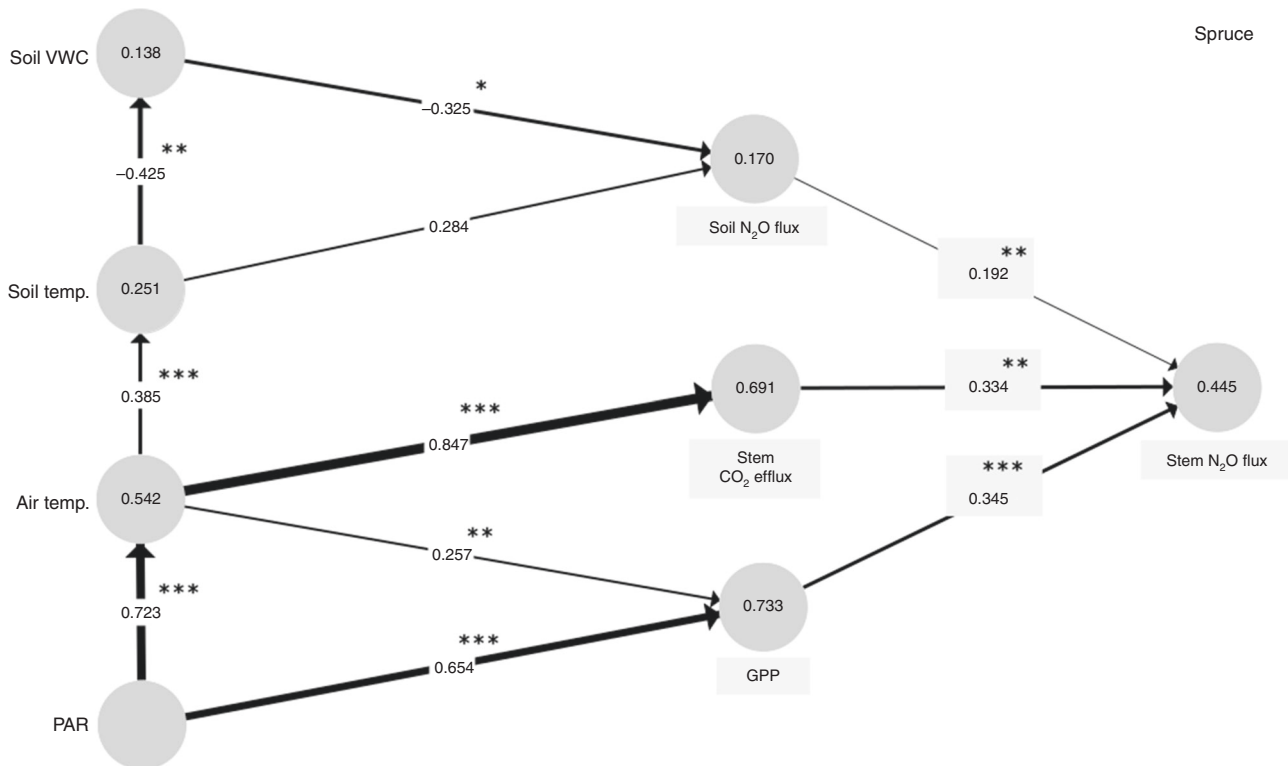 Spruce
Soil VWC
0.138
*
–0.325
**
–0.425
0.170
Soil N₂O flux
0.284
**
0.192
Soil temp.
0.251
***
0.385
***
0.847
0.691
Stem
CO₂ efflux
**
0.334
0.445
Stem N₂O flux
***
0.345
Air temp.
0.542
**
0.257
***
0.723
***
0.654
0.733
GPP
PAR